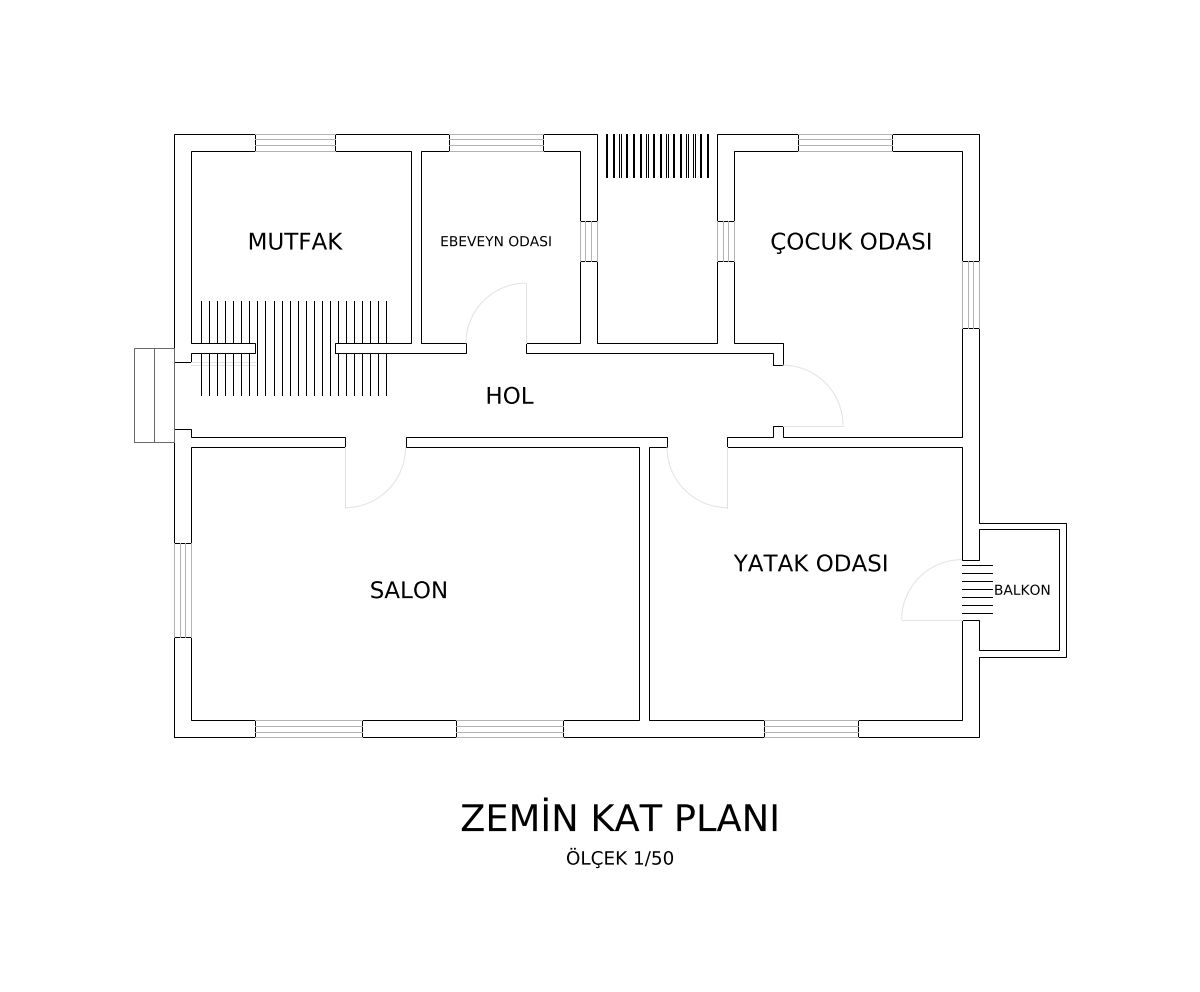 MUTFAK
EBEVEYN ODASI
ÇOCUK ODASI
HOL
SALON
YATAK ODASI
BALKON
ZEMİN KAT PLANI
ÖLÇEK 1/50